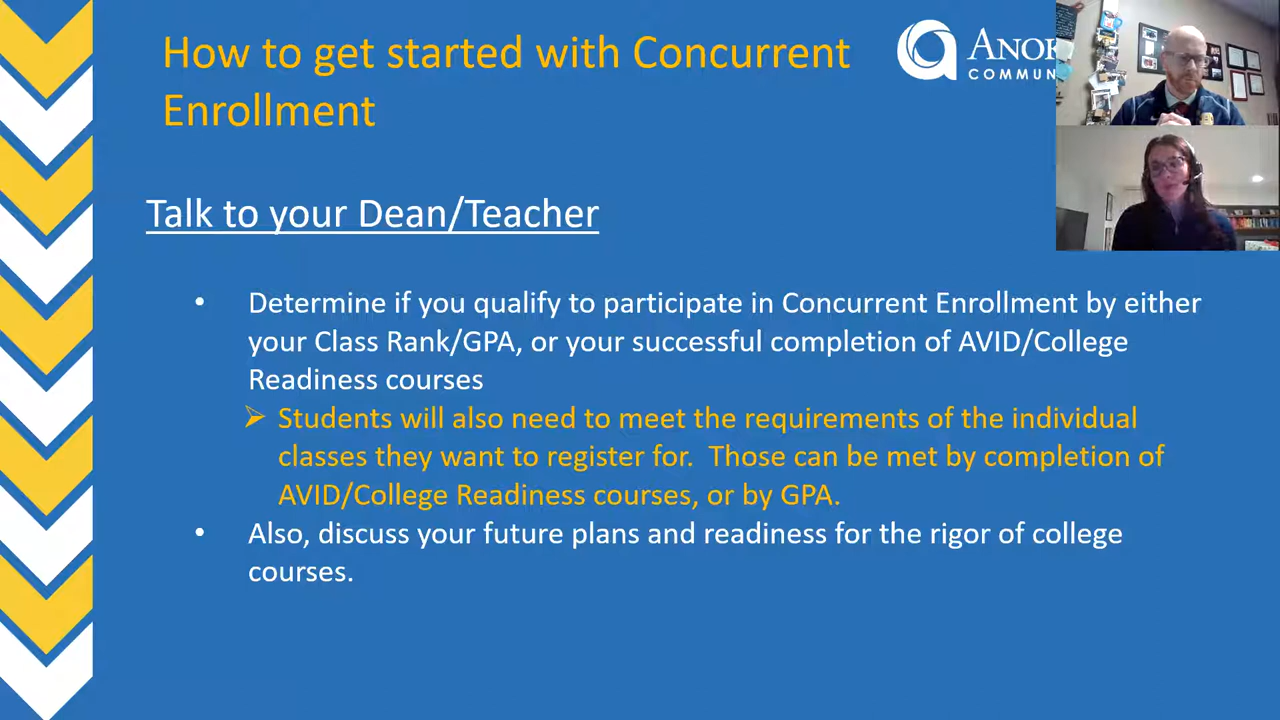 How to get started with Concurrent
Enrollment
ANOK
COMMUN
Talk to your Dean/Teacher
• Determine if you qualify to participate in Concurrent Enrollment by either
your Class Rank/GPA, or your successful completion of AVID/College
Readiness courses
➢ Students will also need to meet the requirements of the individual
classes they want to register for.  Those can be met by completion of
AVID/College Readiness courses, or by GPA.
• Also, discuss your future plans and readiness for the rigor of college
courses.